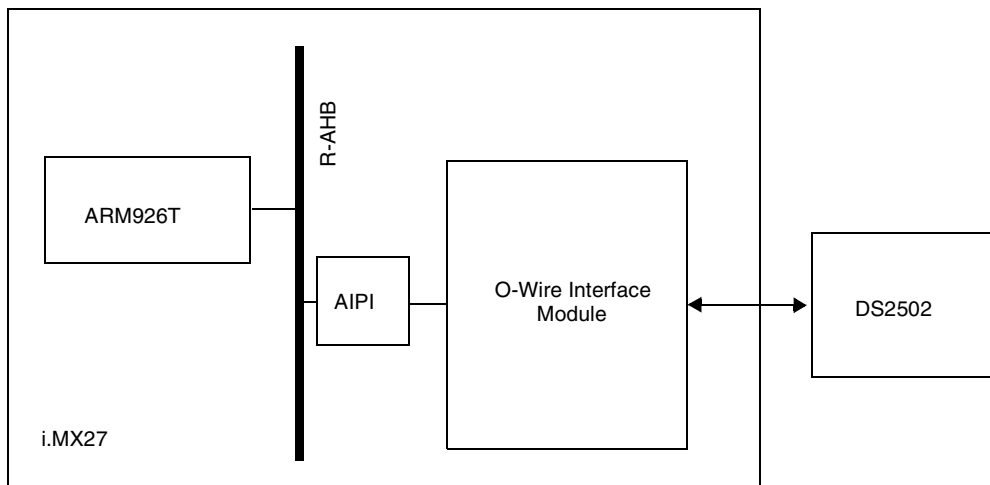 R-AHB
ARM926T
AIPI
O-Wire Interface
Module
DS2502
i.MX27